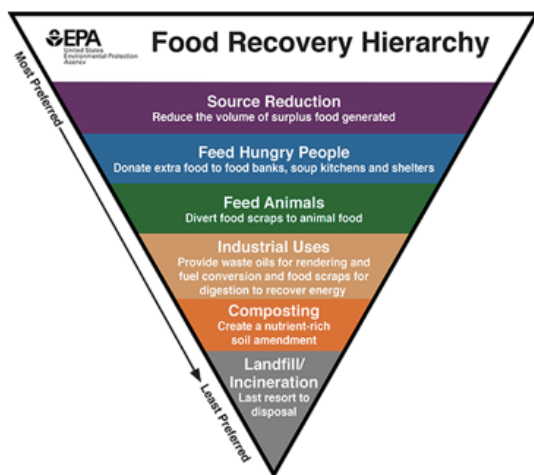 EPA
United States
Environmental Protection
Agency
Food Recovery Hierarchy
Most Preferred
Source Reduction
Reduce the volume of surplus food generated
Feed Hungry People
Donate extra food to food banks, soup kitchens and shelters
Feed Animals
Divert food scraps to animal food
Industrial Uses
Provide waste oils for rendering and
fuel conversion and food scraps for
digestion to recover energy
Composting
Create a nutrient-rich
soil amendment
Landfill/
Incineration
Last resort to
disposal
Least Preferred